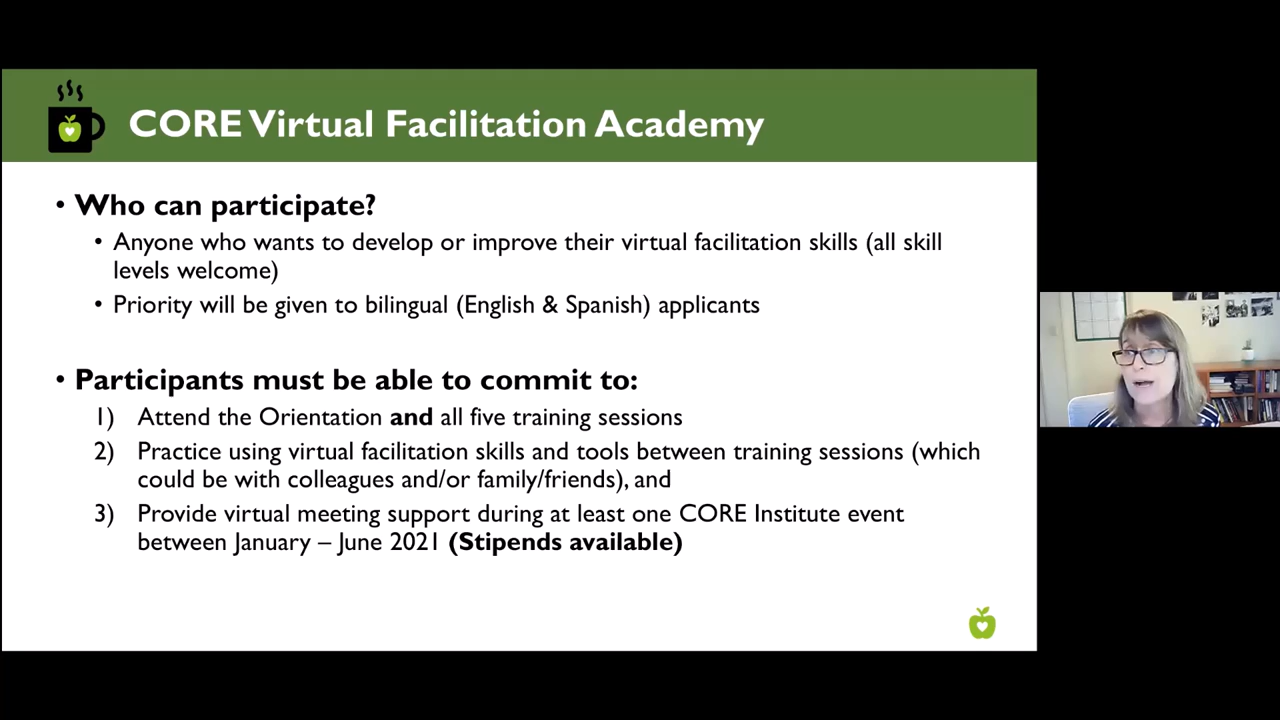 CORE Virtual Facilitation Academy
• Who can participate?
• Anyone who wants to develop or improve their virtual facilitation skills (all skill
levels welcome)
• Priority will be given to bilingual (English & Spanish) applicants
• Participants must be able to commit to:
1) Attend the Orientation and all five training sessions
2) Practice using virtual facilitation skills and tools between training sessions (which
could be with colleagues and/or family/friends), and
3) Provide virtual meeting support during at least one CORE Institute event
between January – June 2021 (Stipends available)